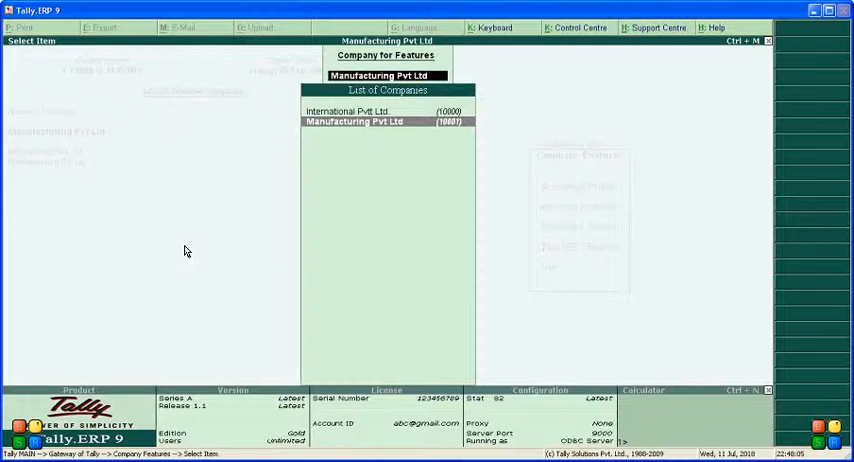 Tally.ERP 9
P: Print E: Export M: E-Mail O: Upload G: Language K: Keyboard K: Control Centre H: Support Centre H: Help
Select Item Manufacturing Pvt Ltd Ctrl + M
Company for Features
Manufacturing Pvt Ltd
List of Companies
International Pvtt Ltd (10000)
Manufacturing Pvt Ltd (10001)
Product Version License Configuration Calculator Ctrl + N
Tally
POWER OF SIMPLICITY
Tally.ERP 9
Series A Latest
Release 1.1 Latest
Edition Gold
Users Unlimited
Serial Number 123456789
Account ID abc@gmail.com
Stat 82 Latest
Proxy None
Server Port 9000
Running as ODBC Server
1>
Tally MAIN --> Gateway of Tally --> Company Features --> Select Item (c) Tally Solutions Pvt. Ltd., 1988-2009 Wed, 11 Jul, 2018 22:48:05